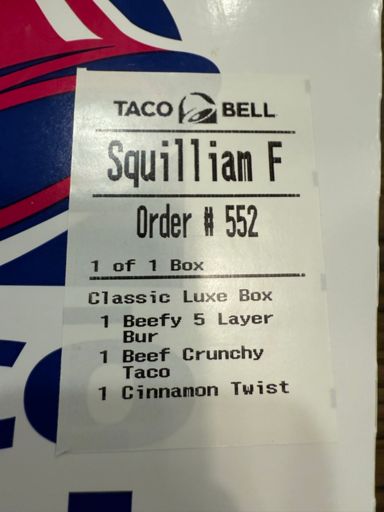 TACO BELL
Squilliam F
Order # 552
1 of 1 Box
Classic Luxe Box
1 Beefy 5 Layer
Bur
1 Beef Crunchy
Taco
1 Cinnamon Twist